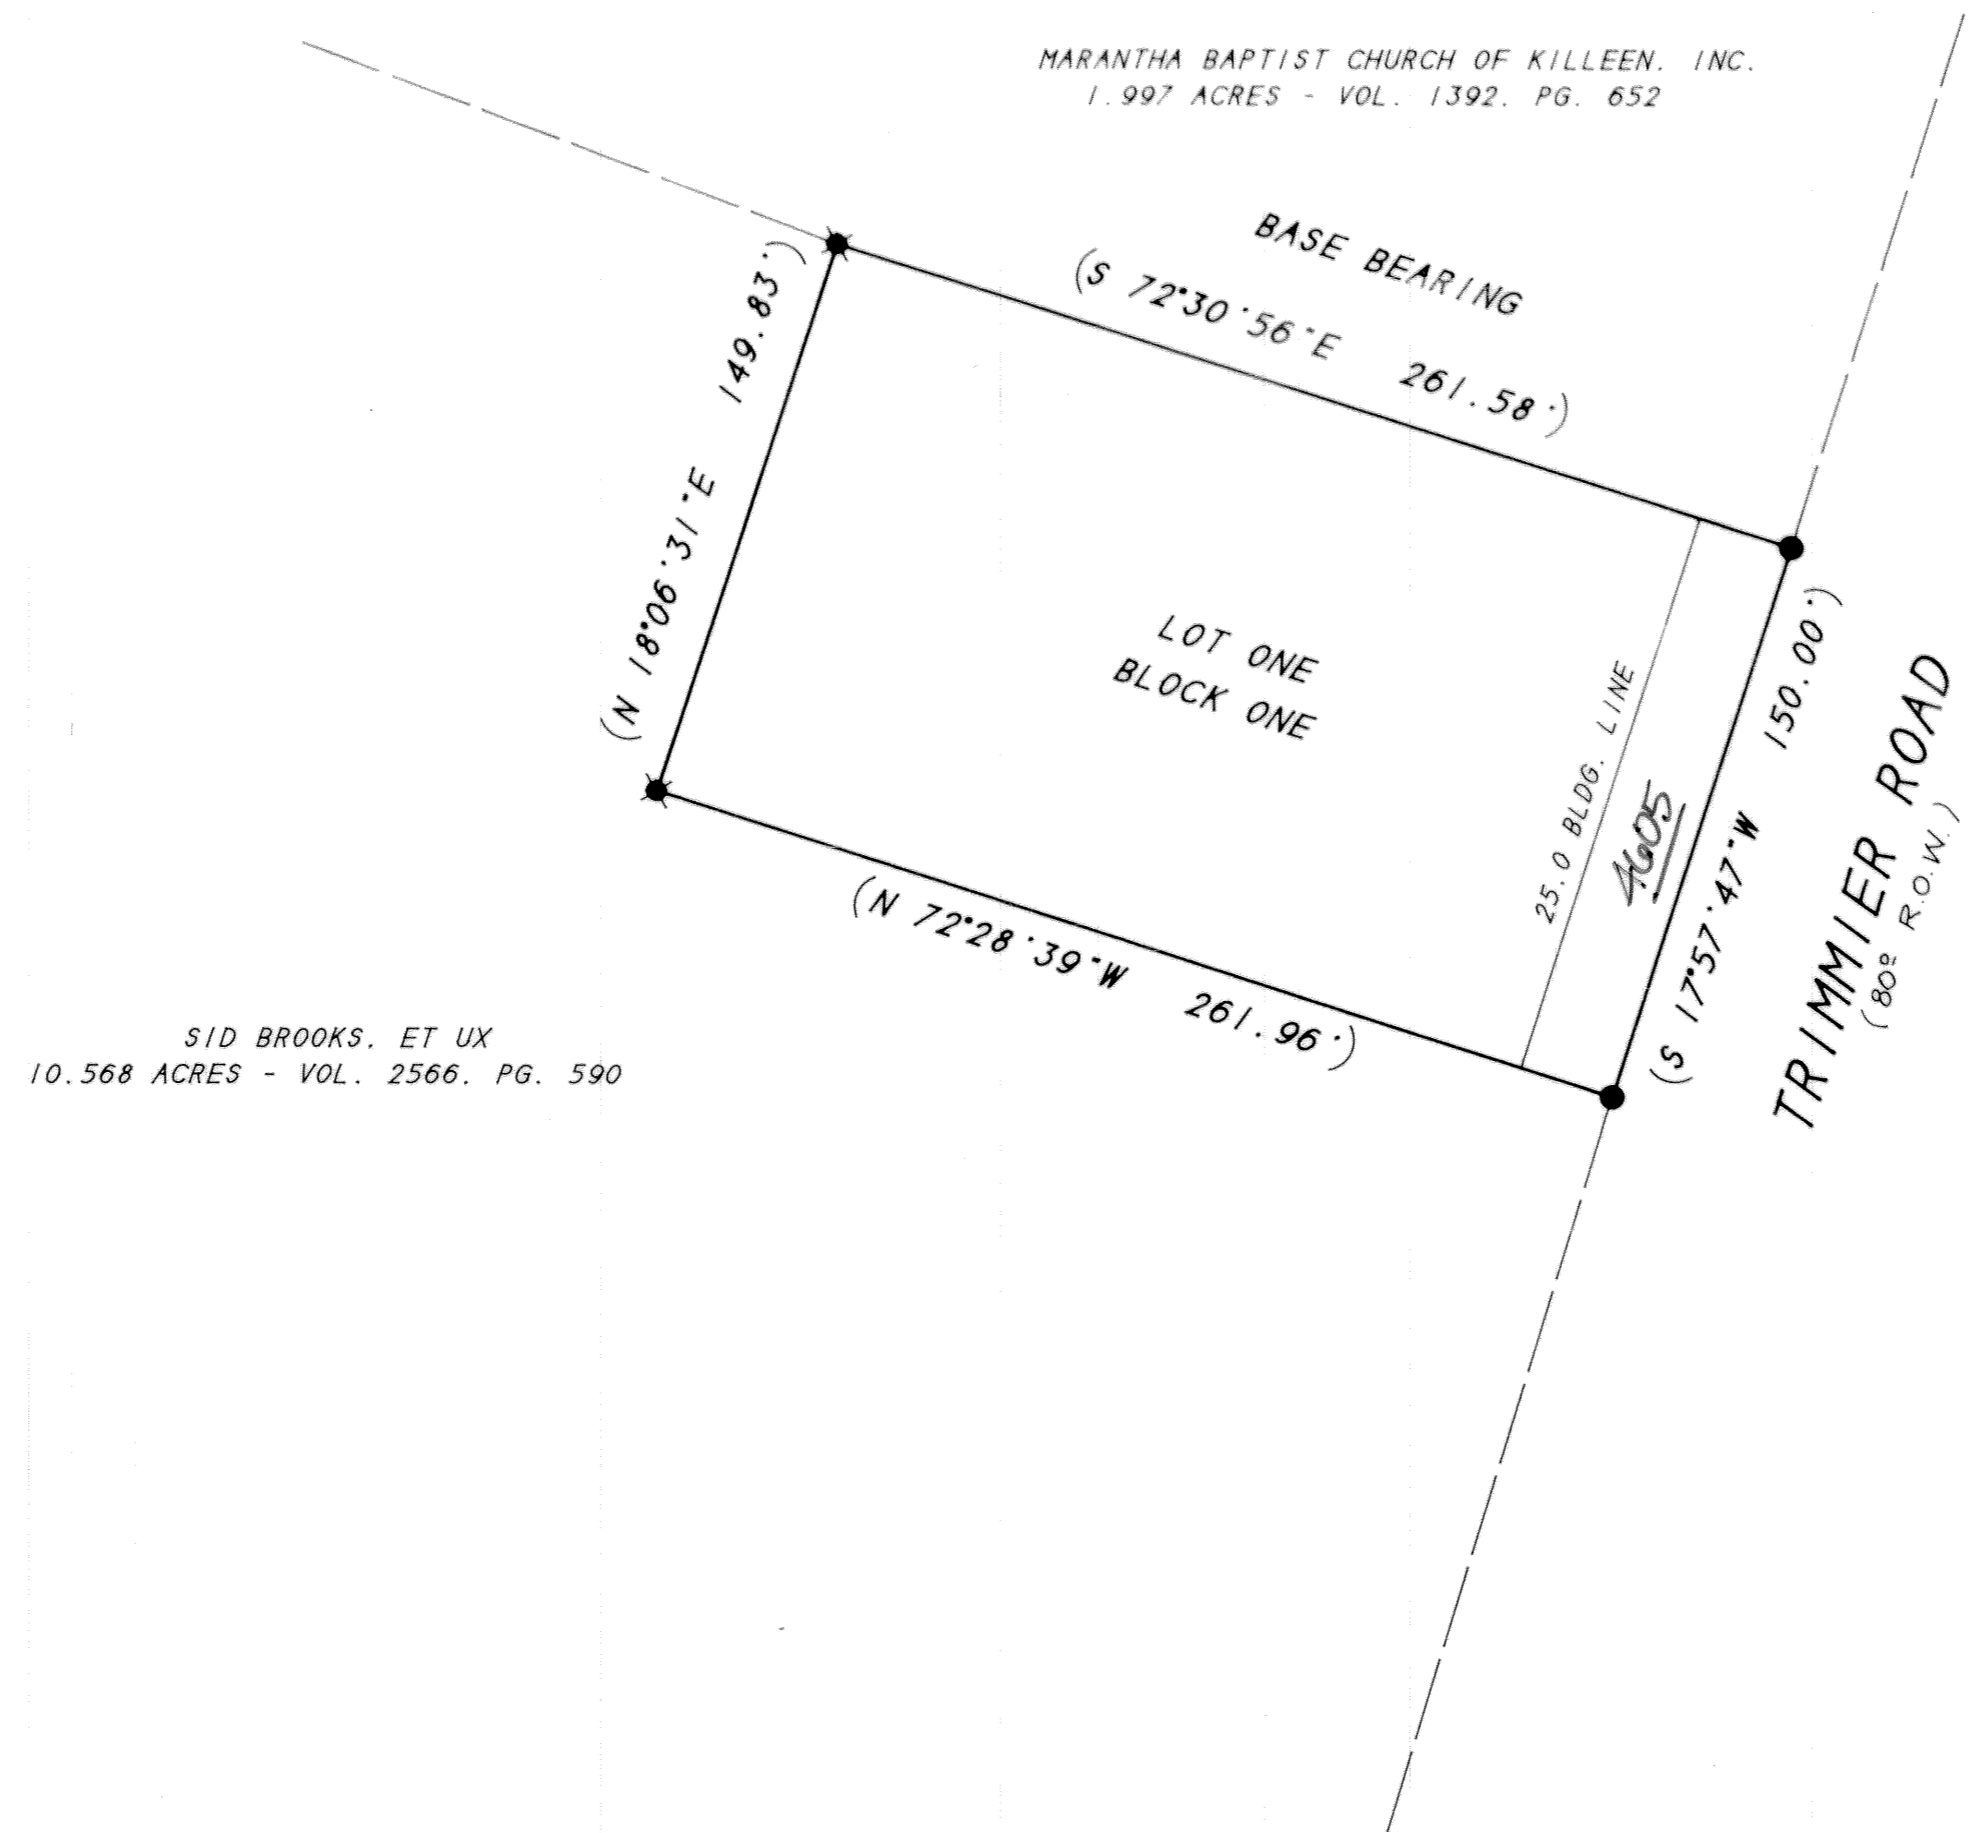 MARANTHA BAPTIST CHURCH OF KILLEEN. INC.
1.997 ACRES - VOL. 1392. PG. 652
BASE BEARING
(S 72°30'56"E 261.58')
(N 18°06'31"E 149.83')
LOT ONE
BLOCK ONE
25.0 BLDG. LINE
4605
(S 17°57'47"W 150.00')
TRIMMIER ROAD
(80º R.O.W.)
(N 72°28'39"W 261.96')
SID BROOKS. ET UX
10.568 ACRES - VOL. 2566. PG. 590